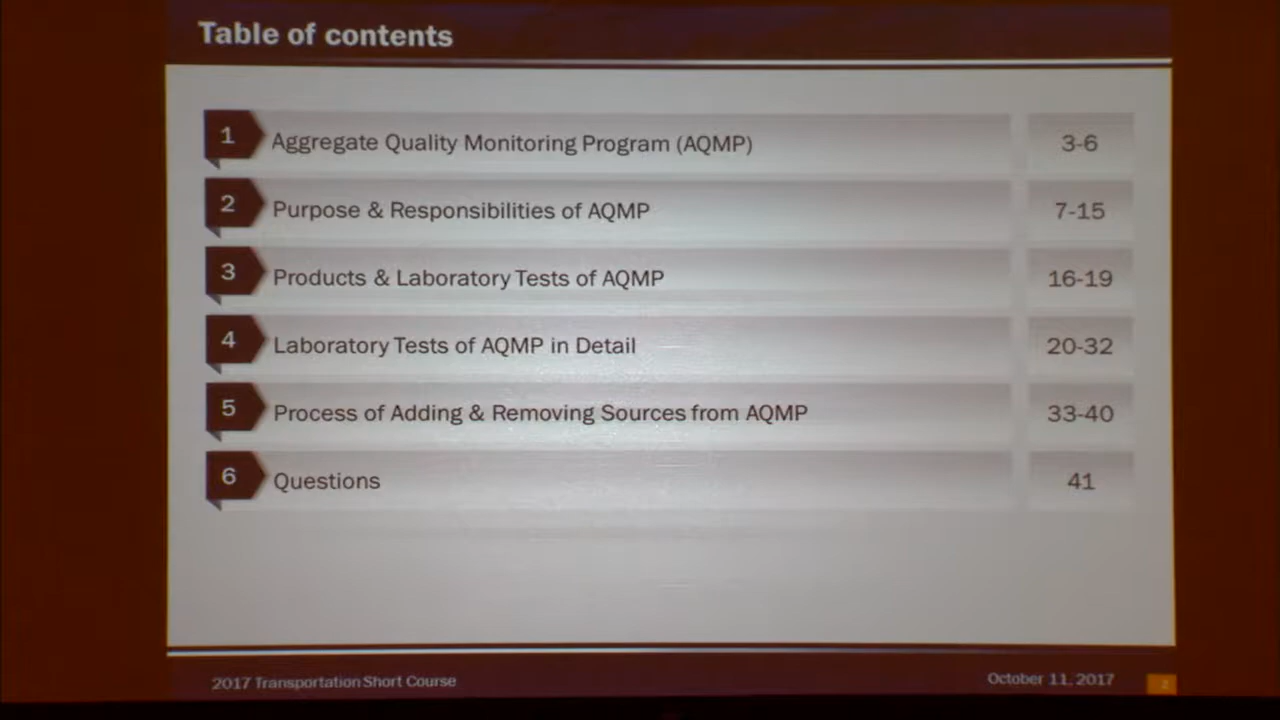 Table of contents
1 Aggregate Quality Monitoring Program (AQMP) 3-6
2 Purpose & Responsibilities of AQMP 7-15
3 Products & Laboratory Tests of AQMP 16-19
4 Laboratory Tests of AQMP in Detail 20-32
5 Process of Adding & Removing Sources from AQMP 33-40
6 Questions 41
2017 Transportation Short Course October 11, 2017 2